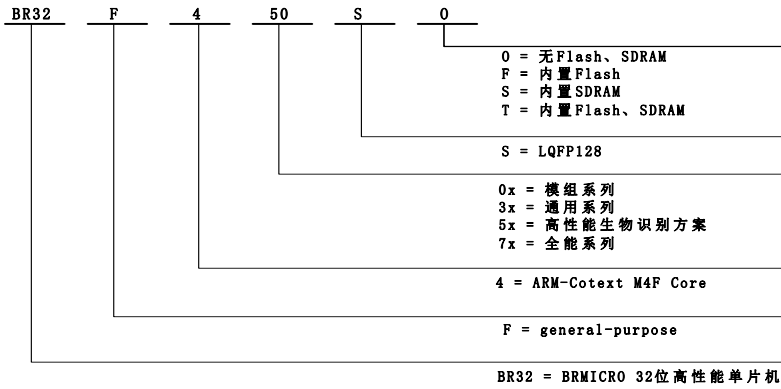 BR32 F 4 50 S 0
0 = 无Flash、SDRAM
F = 内置Flash
S = 内置SDRAM
T = 内置Flash、SDRAM
S = LQFP128
0x = 模组系列
3x = 通用系列
5x = 高性能生物识别方案
7x = 全能系列
4 = ARM-Cotext M4F Core
F = general-purpose
BR32 = BRMICRO 32位高性能单片机